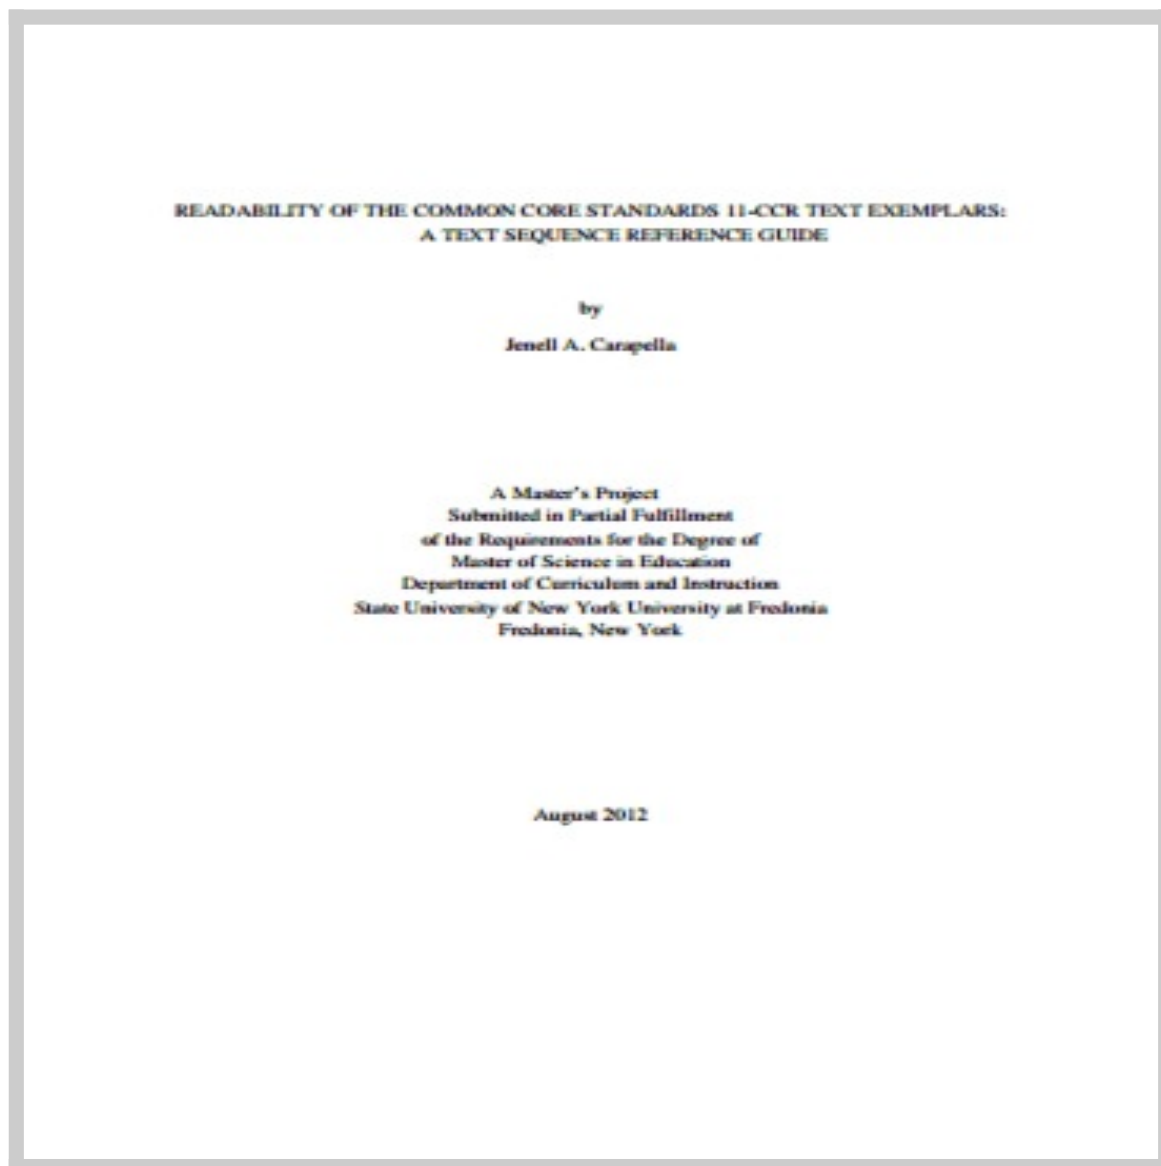 READABILITY OF THE COMMON CORE STANDARDS 11-CCR TEXT EXEMPLARS:
A TEXT SEQUENCE REFERENCE GUIDE
by
Jenell A. Carapella
A Master's Project
Submitted in Partial Fulfillment
of the Requirements for the Degree of
Master of Science in Education
Department of Curriculum and Instruction
State University of New York University at Fredonia
Fredonia, New York
August 2012